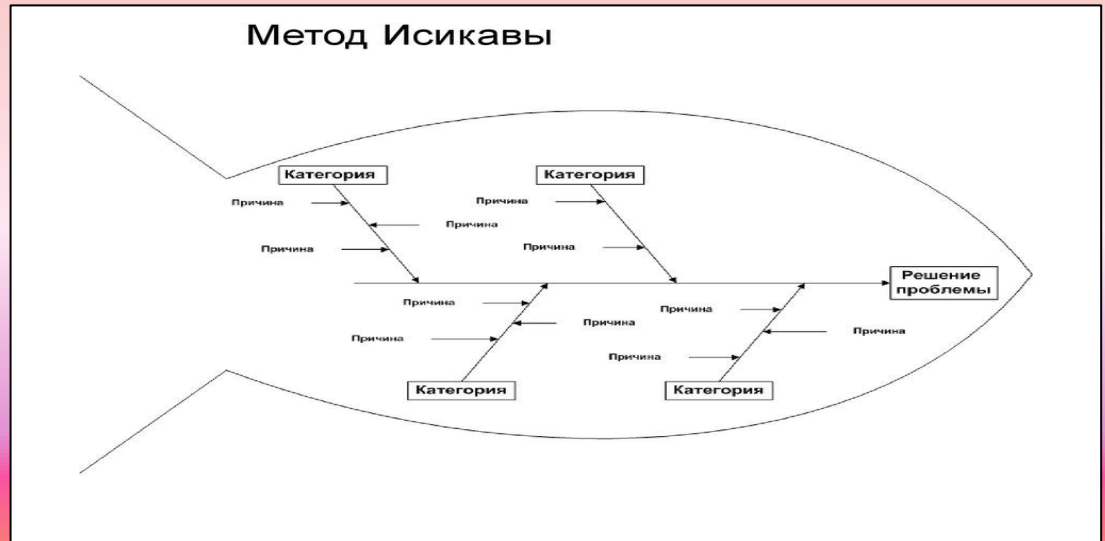 Метод Исикавы
Категория
Категория
Причина
Причина
Причина
Причина
Причина
Причина
Решение
проблемы
Причина
Причина
Причина
Причина
Причина
Причина
Категория
Категория